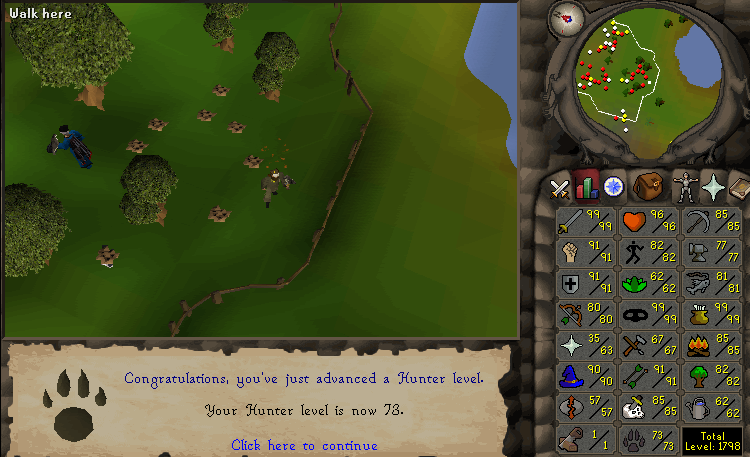 Walk here
99 99 96 96 85 85
91 91 82 82 77 77
91 91 62 62 81 81
80 80 99 99 99 99
35 63 67 67 85 85
90 90 91 91 82 82
57 57 85 85 62 62
1 1 73 73 Total Level: 1798
Congratulations, you've just advanced a Hunter level.
Your Hunter level is now 73.
Click here to continue